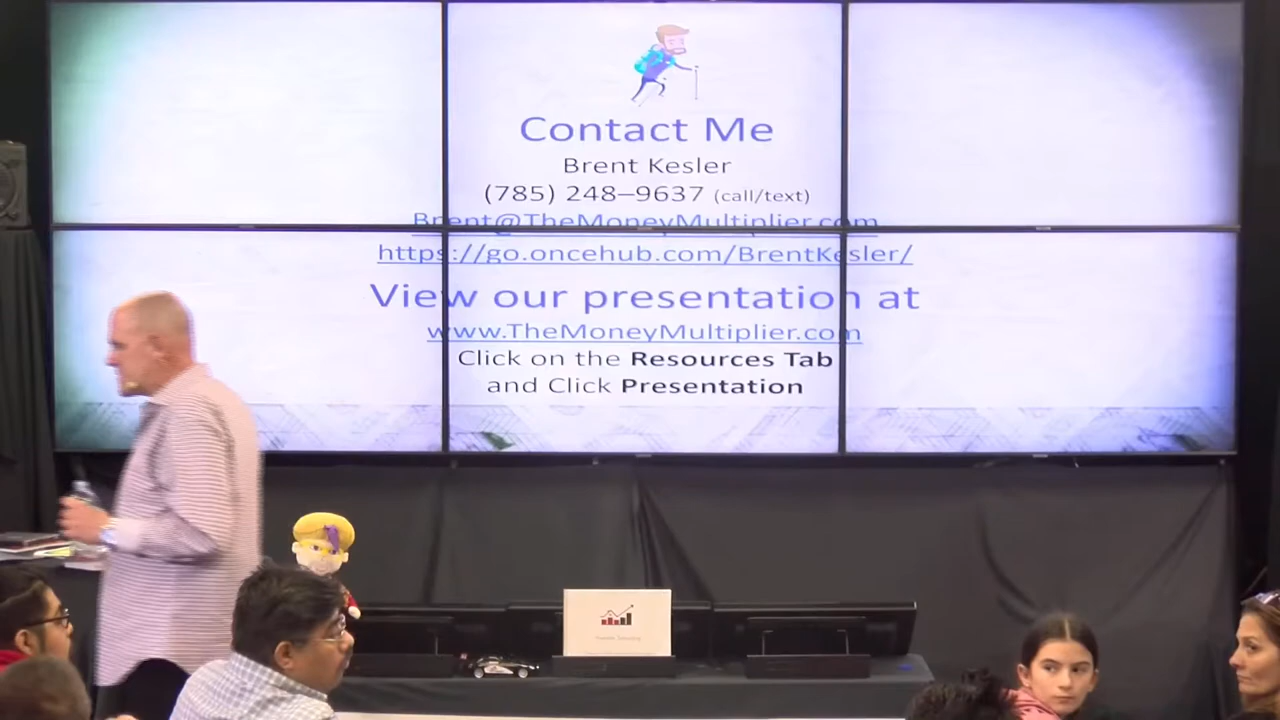 Contact Me
Brent Kesler
(785) 248–9637 (call/text)
Brent@TheMoneyMultiplier.com
https://go.oncehub.com/BrentKesler/
View our presentation at
www.TheMoneyMultiplier.com
Click on the Resources Tab
and Click Presentation